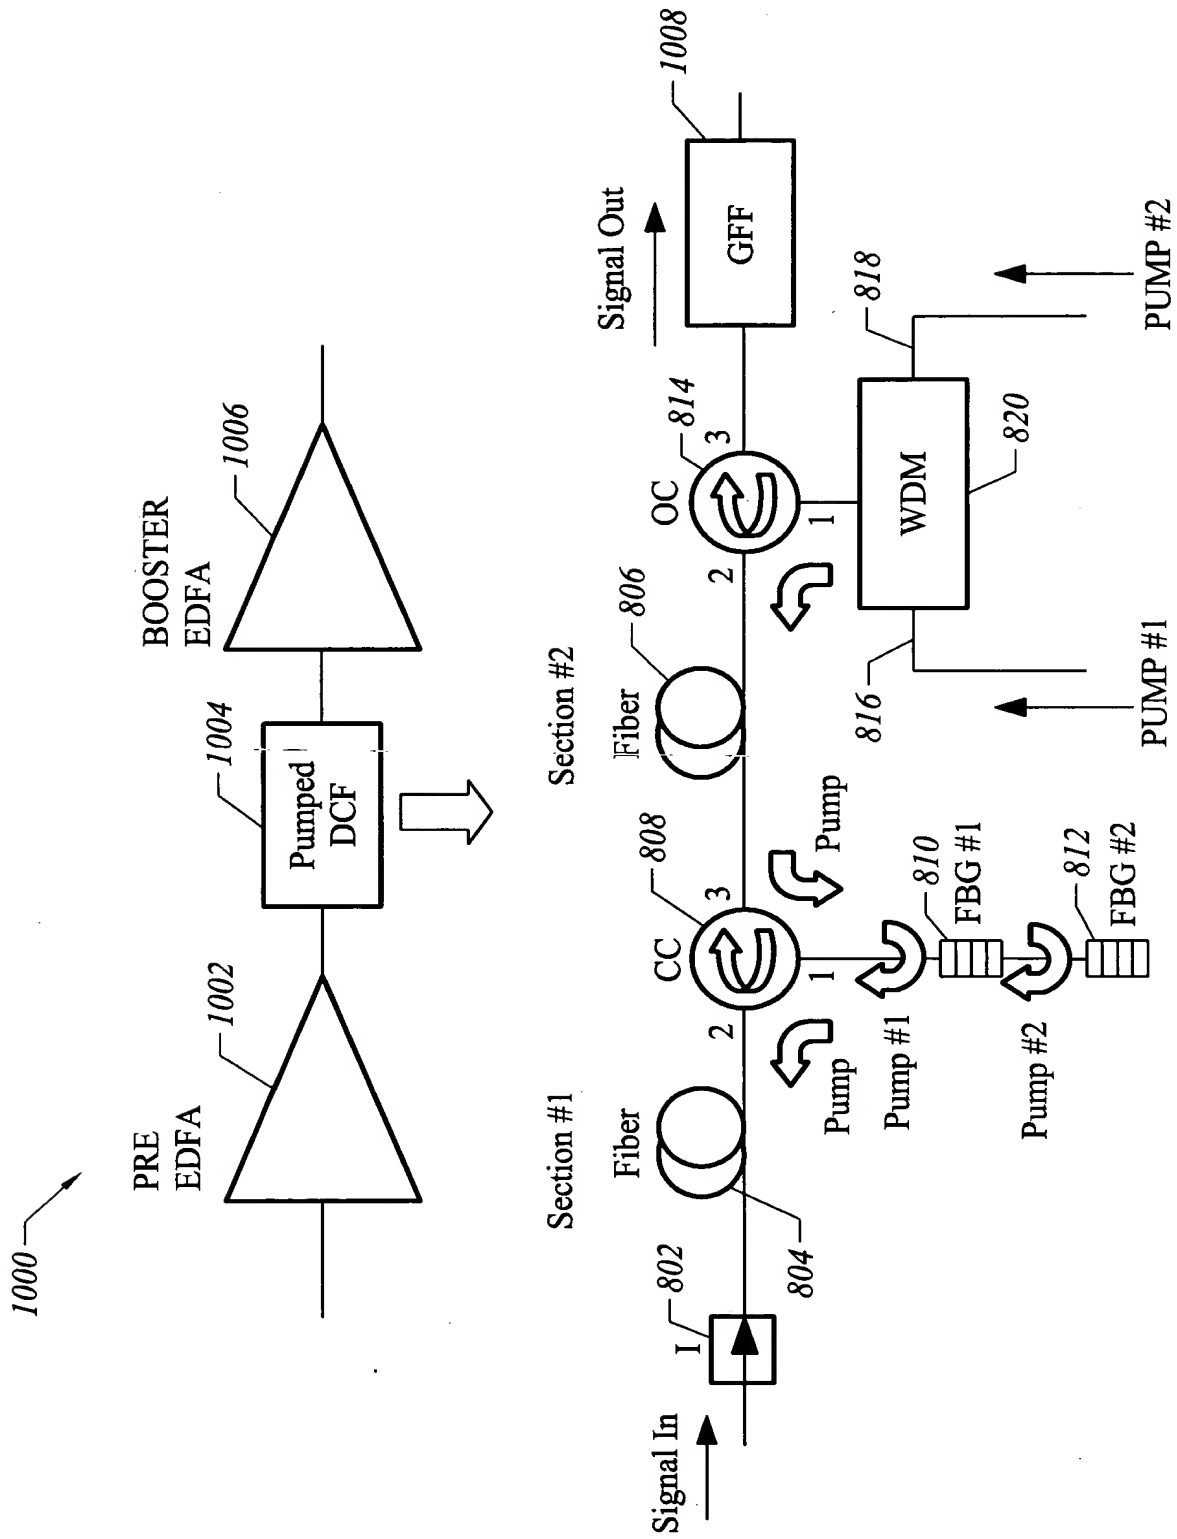 1000
PRE
EDFA
1002
Pumped
DCF
1004
BOOSTER
EDFA
1006
Section #1
Section #2
Signal In
I
802
Fiber
804
CC
808
2
3
1
Pump
Pump
Pump #1
810
FBG #1
Pump #2
812
FBG #2
Fiber
806
OC
814
2
3
1
Signal Out
GFF
1008
WDM
816
818
820
PUMP #1
PUMP #2